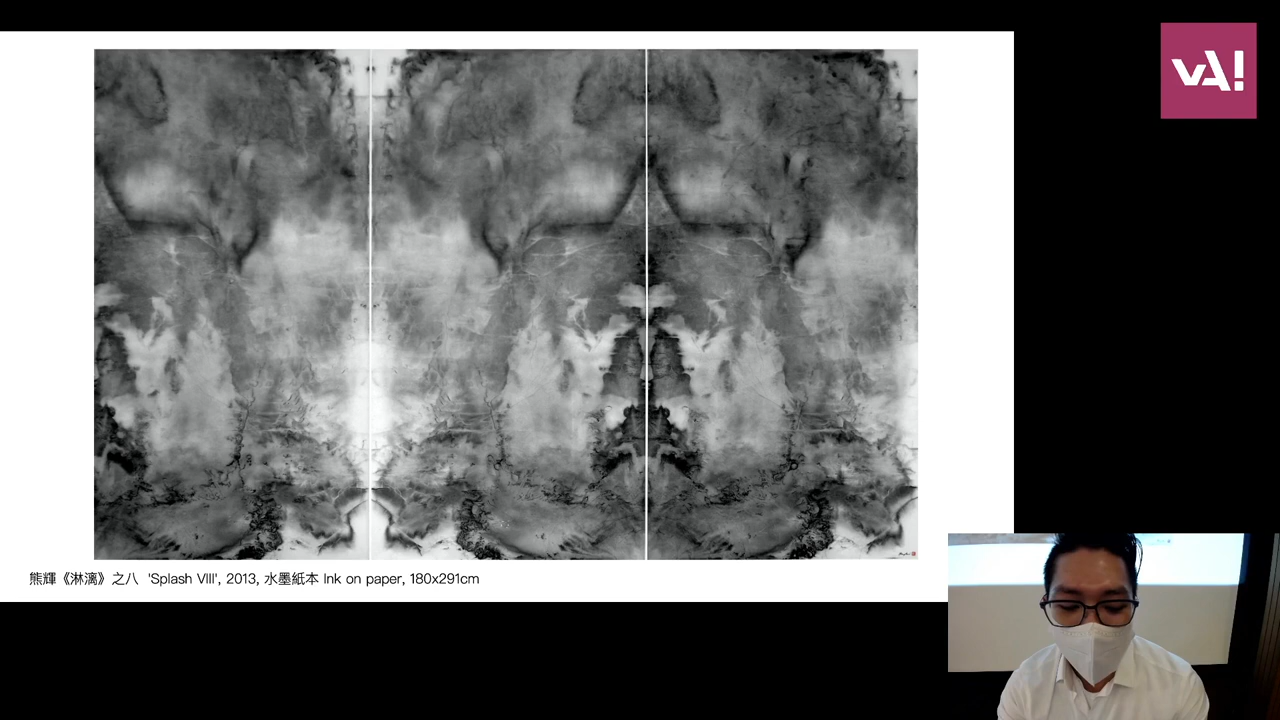 vA!
熊輝《淋漓》之八 'Splash VIII', 2013, 水墨紙本 Ink on paper, 180x291cm